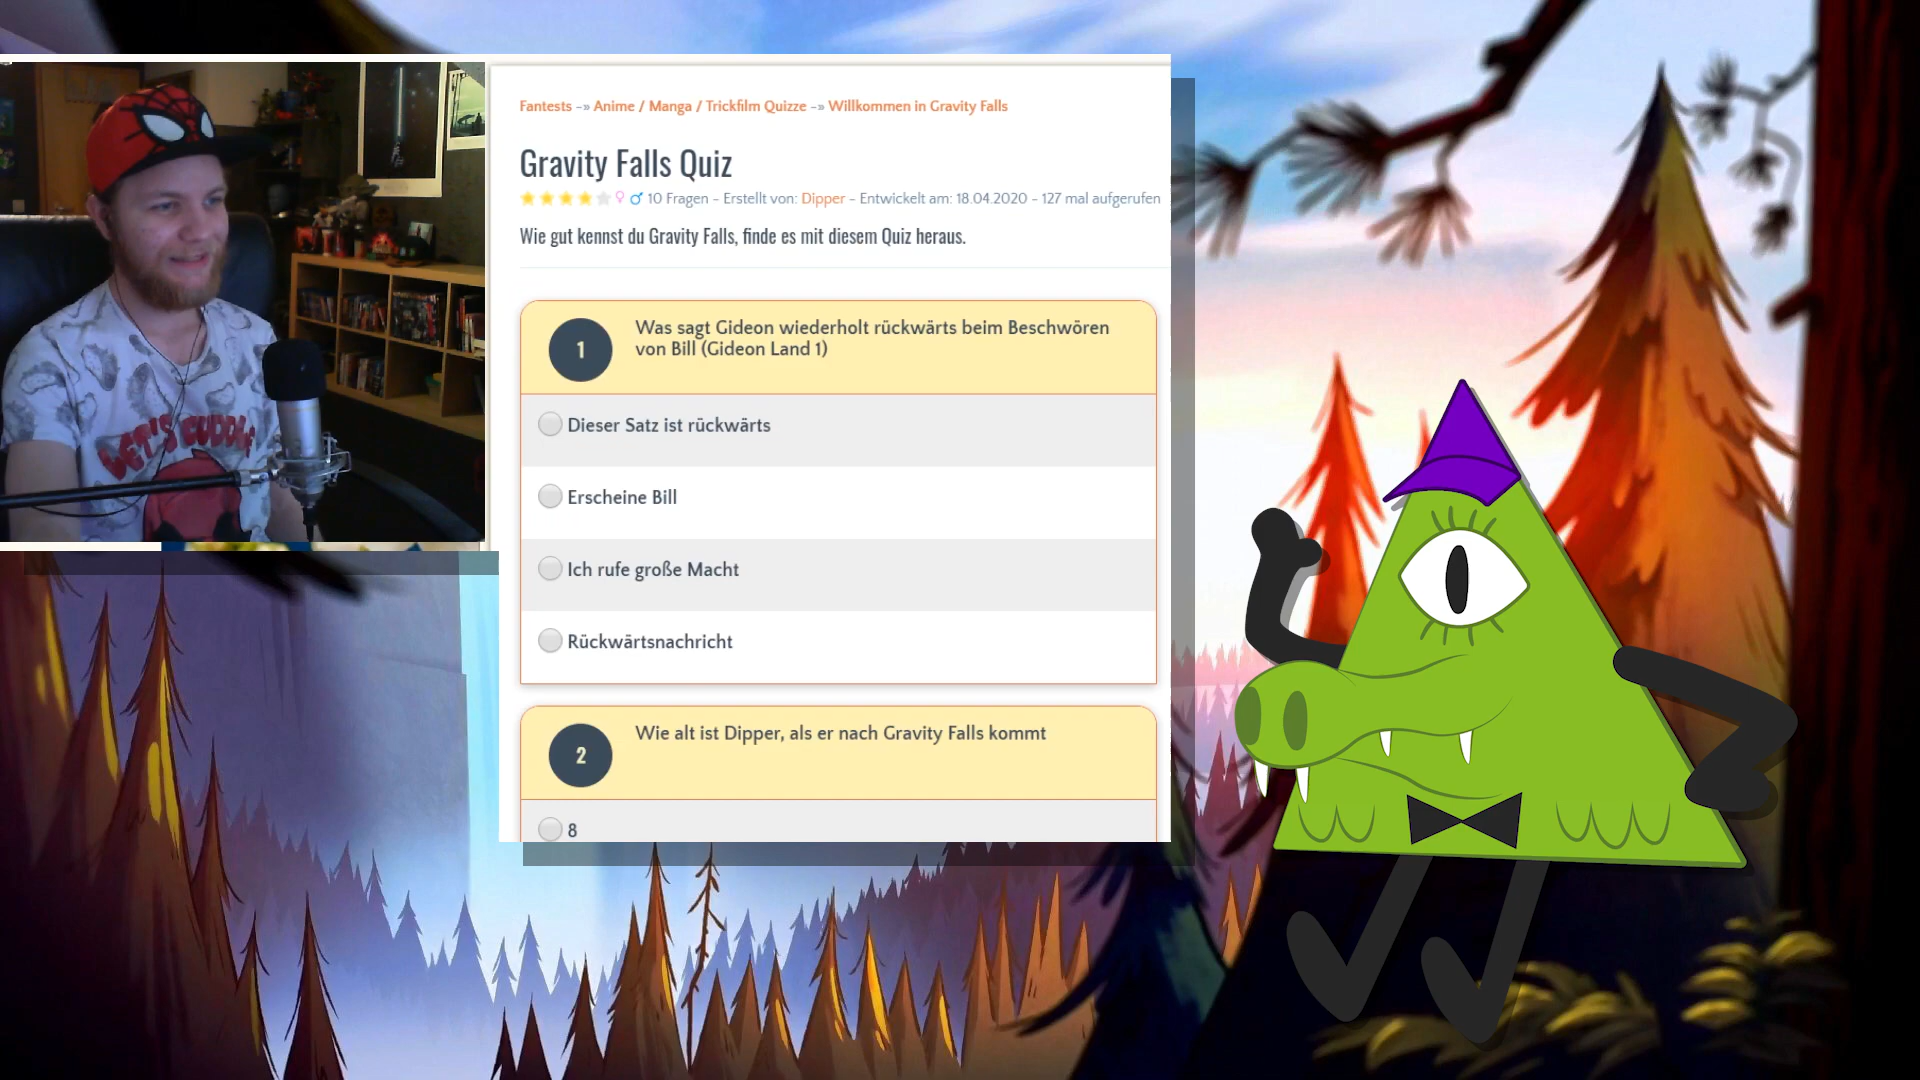 Fantests -» Anime / Manga / Trickfilm Quizze -» Willkommen in Gravity Falls
Gravity Falls Quiz
10 Fragen - Erstellt von: Dipper - Entwickelt am: 18.04.2020 - 127 mal aufgerufen
Wie gut kennst du Gravity Falls, finde es mit diesem Quiz heraus.
1
Was sagt Gideon wiederholt rückwärts beim Beschwören
von Bill (Gideon Land 1)
Dieser Satz ist rückwärts
Erscheine Bill
Ich rufe große Macht
Rückwärtsnachricht
2
Wie alt ist Dipper, als er nach Gravity Falls kommt
8
LET'S CUDDLE